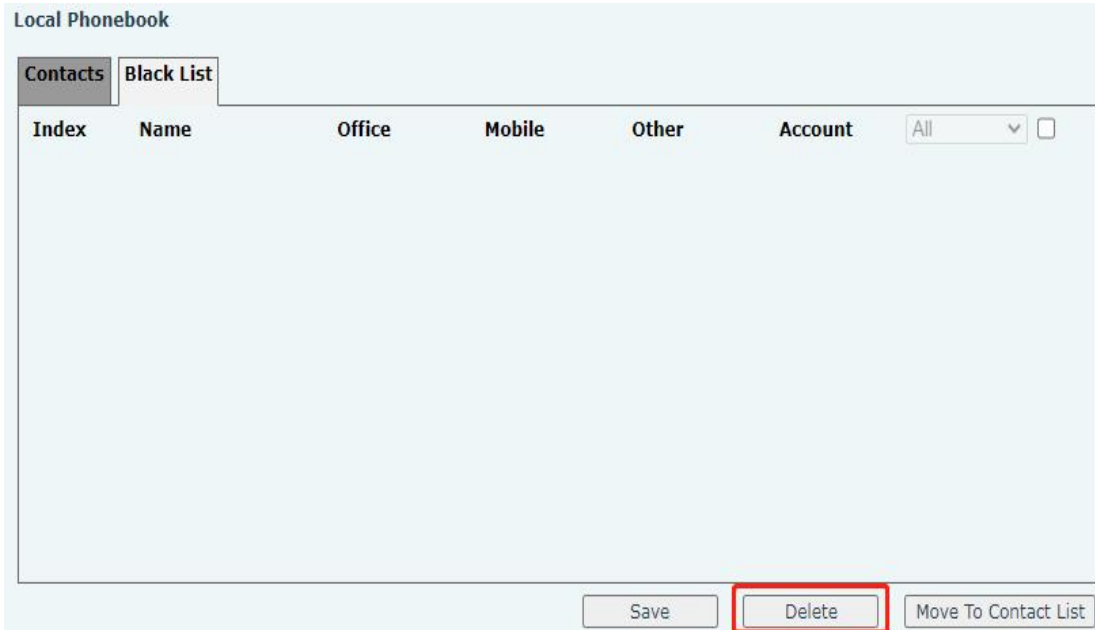 Local Phonebook
Contacts Black List
Index Name Office Mobile Other Account All
Save Delete Move To Contact List